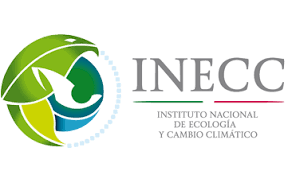 INECC
INSTITUTO NACIONAL
DE ECOLOGÍA
Y CAMBIO CLIMÁTICO